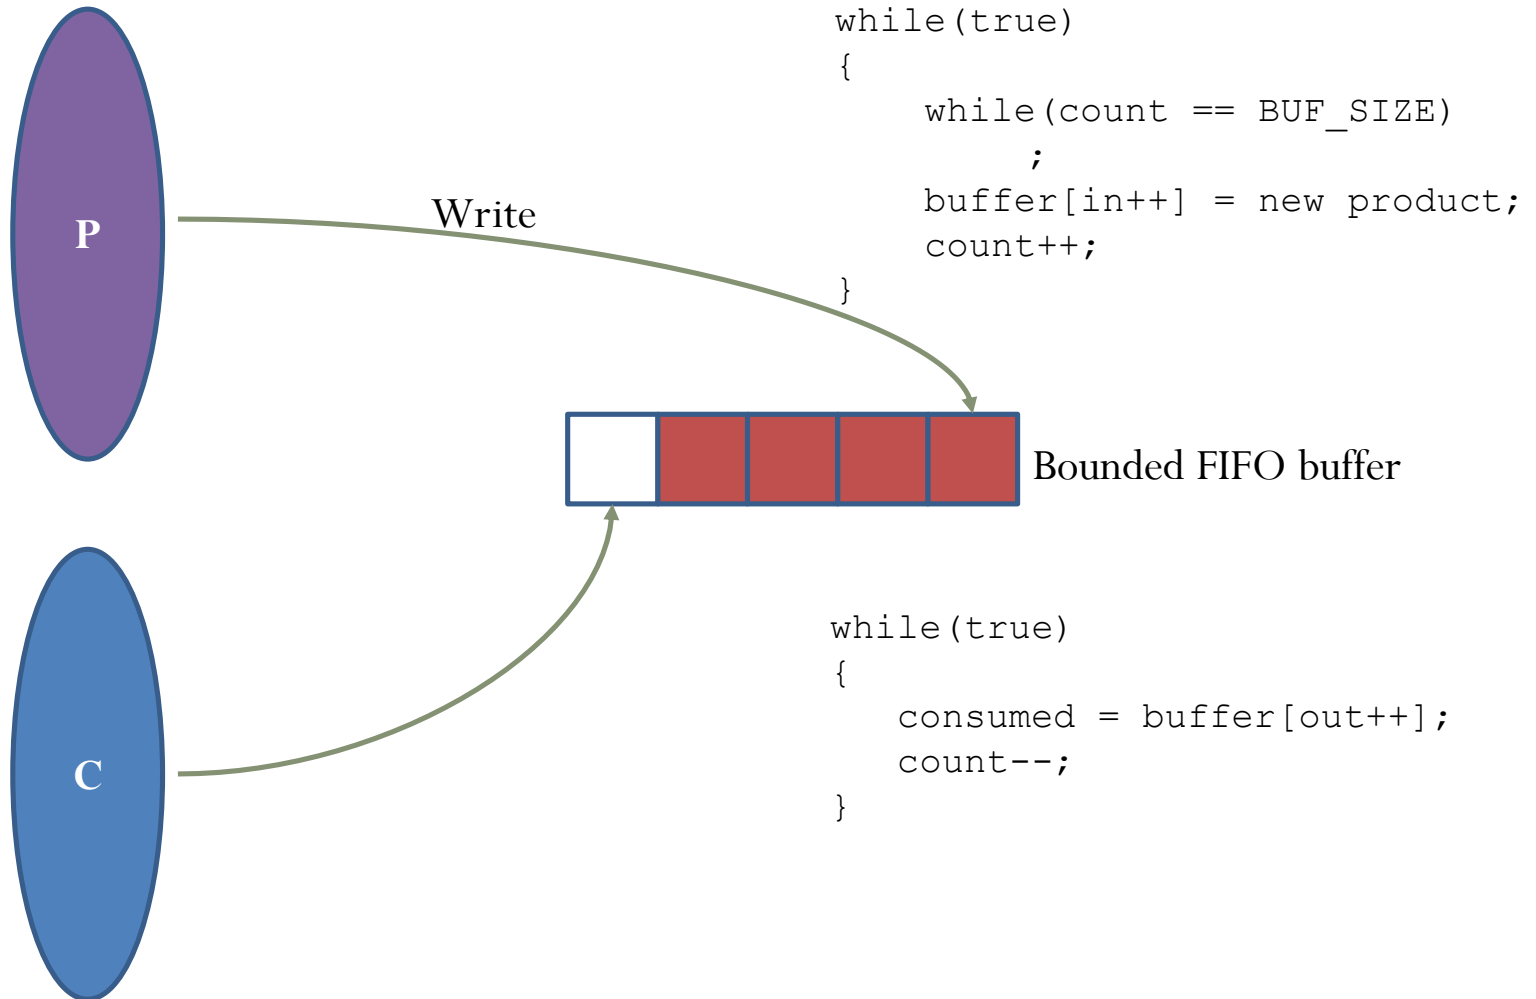 while(true)
{
while(count == BUF_SIZE)
;
buffer[in++] = new product;
count++;
}
P
Write
Bounded FIFO buffer
C
while(true)
{
consumed = buffer[out++];
count--;
}